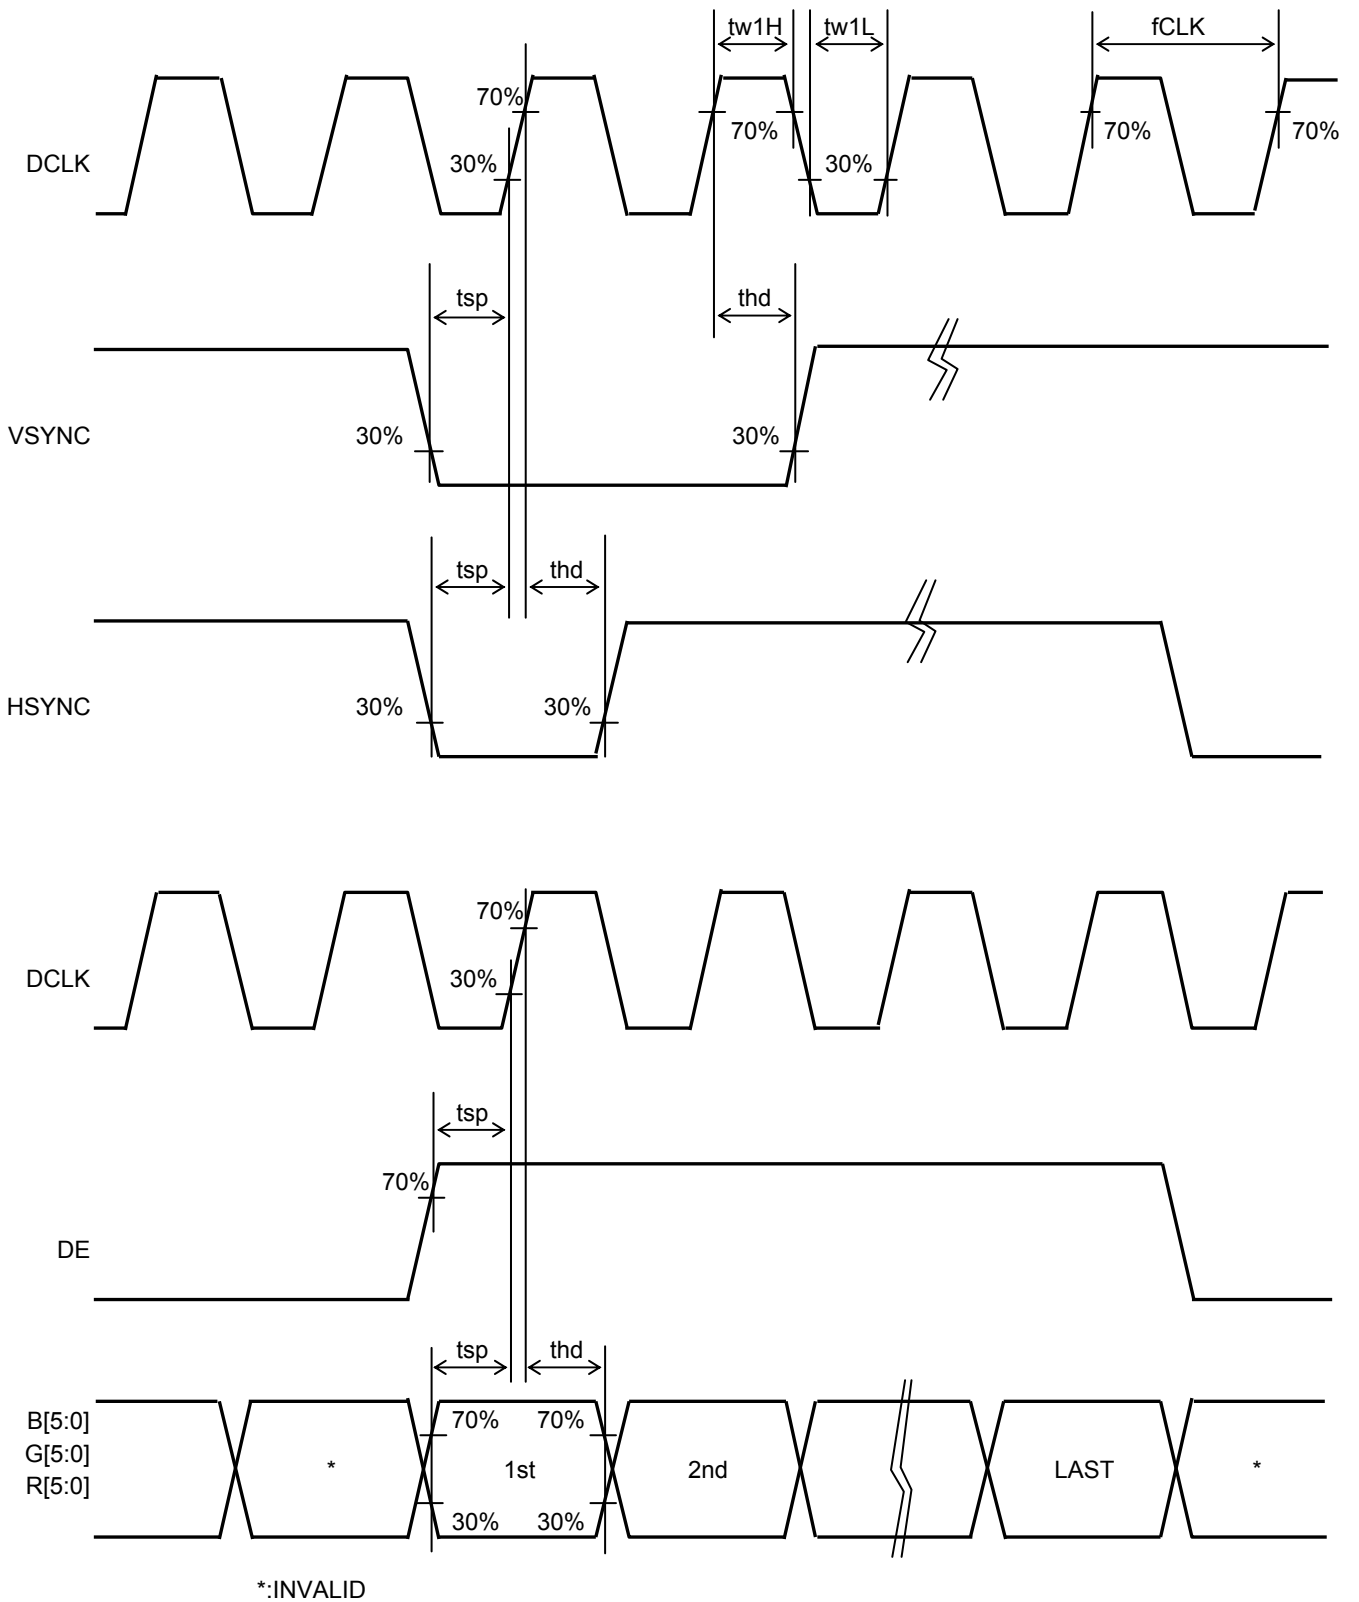 tw1H tw1L fCLK
70%
70% 70% 70%
DCLK 30% 30%
tsp thd
VSYNC 30% 30%
tsp thd
HSYNC 30% 30%
70%
DCLK 30%
tsp
70%
DE
tsp thd
B[5:0] 70% 70%
G[5:0] * 1st 2nd LAST *
R[5:0]
30% 30%
*:INVALID